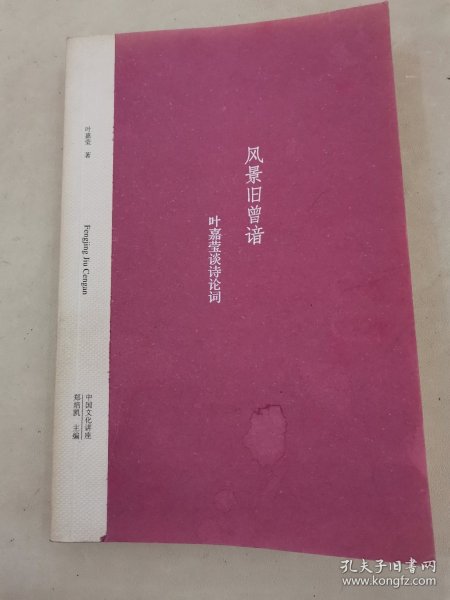 风景旧曾谙
叶嘉莹谈诗论词
叶嘉莹 著
Fengjing Jiu Cengan
中国文化讲座
郑培凯 主编
孔夫子旧书网
www.kongfz.com